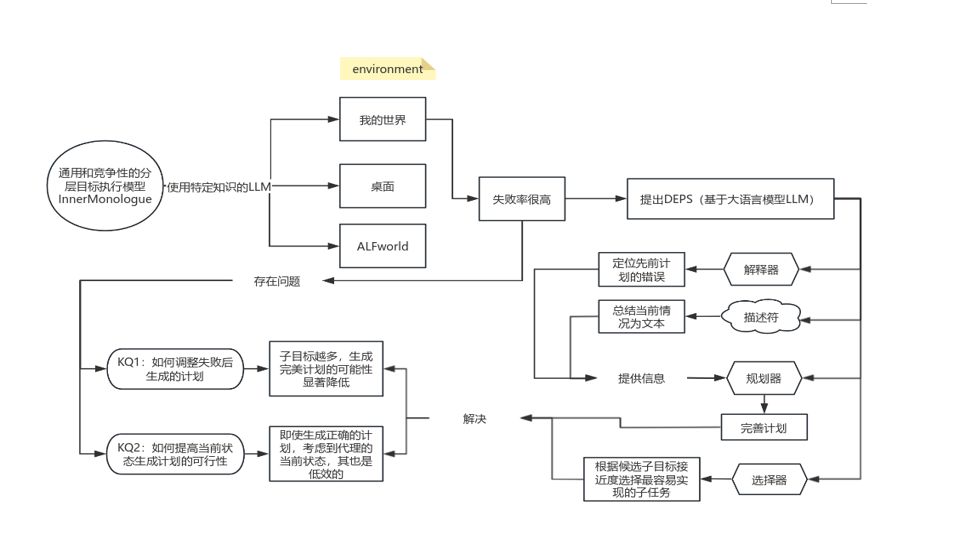 environment
我的世界
通用和竞争性的分
层目标执行模型
InnerMonologue
使用特定知识的LLM
桌面
ALFworld
失败率很高
提出DEPS（基于大语言模型LLM）
定位先前计
划的错误
解释器
总结当前情
况为文本
描述符
存在问题
KQ1：如何调整失败后
生成的计划
子目标越多，生成
完美计划的可能性
显著降低
提供信息
规划器
解决
完善计划
KQ2：如何提高当前状
态生成计划的可行性
即使生成正确的计
划，考虑到代理的
当前状态，其也是
低效的
根据候选子目标接
近度选择最容易实
现的子任务
选择器